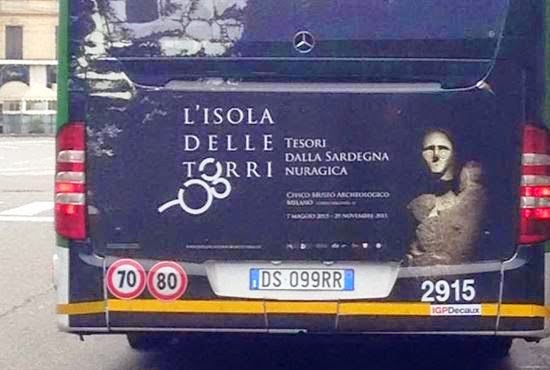 L'ISOLA
DELLE
TORRI
TESORI
DALLA SARDEGNA
NURAGICA
CIVICO MUSEO ARCHEOLOGICO
MILANO
7 MAGGIO 2015 - 29 NOVEMBRE 2015
70 80
DS 099RR
2915
IGPDecaux